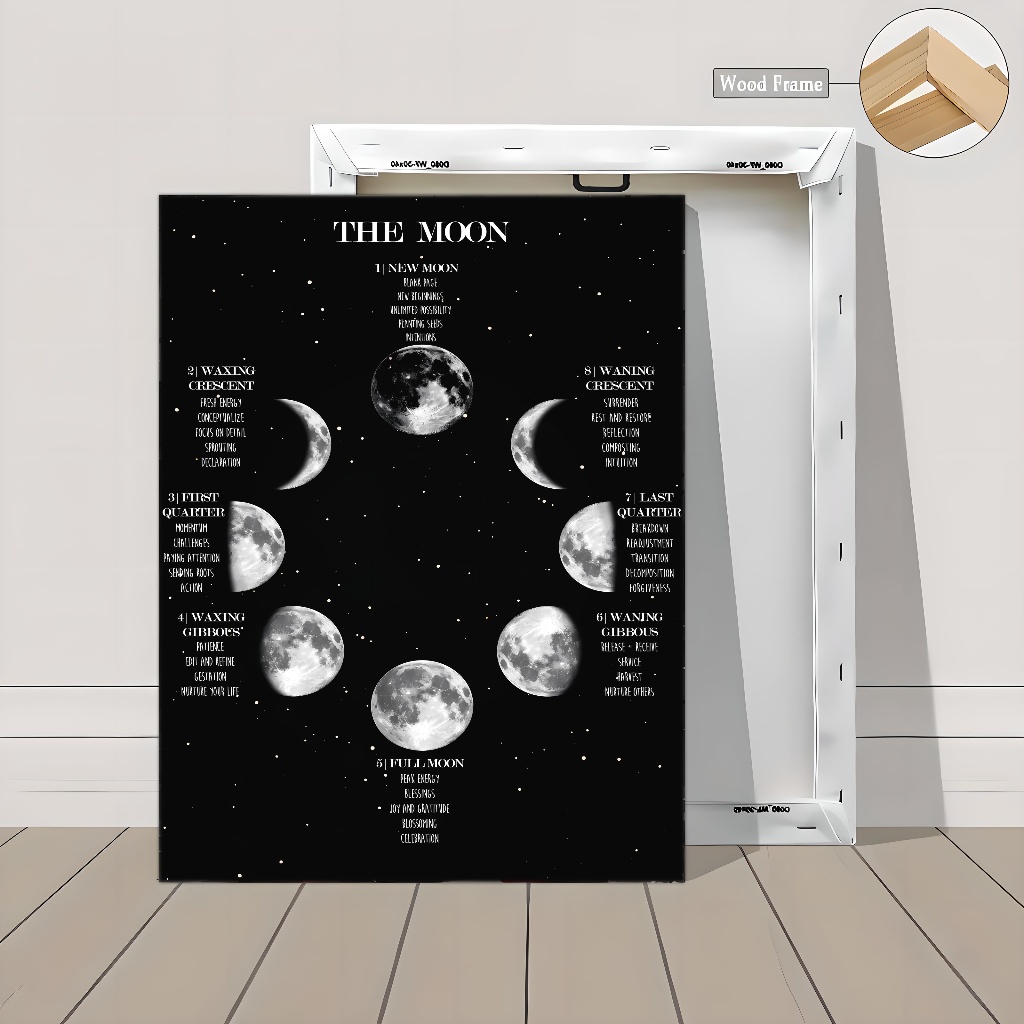 Wood Frame
THE MOON
1| NEW MOON
BLANK PAGE
NEW BEGINNINGS
UNLIMITED POSSIBILITY
PLANTING SEEDS
INTENTIONS
2| WAXING
CRESCENT
FRESH ENERGY
CONCEPTUALIZE
FOCUS ON DETAIL
SPROUTING
DECLARATION
8| WANING
CRESCENT
SURRENDER
REST AND RESTORE
REFLECTION
COMPOSTING
INTUITION
3| FIRST
QUARTER
MOMENTUM
CHALLENGES
PAYING ATTENTION
SENDING ROOTS
ACTION
7| LAST
QUARTER
BREAKDOWN
READJUSTMENT
TRANSITION
DECOMPOSITION
FORGIVENESS
4| WAXING
GIBBOUS
PATIENCE
EDIT AND REFINE
GESTATION
NURTURE YOUR LIFE
6| WANING
GIBBOUS
RELEASE + RECEIVE
SERVICE
HARVEST
NURTURE OTHERS
5| FULL MOON
PEAK ENERGY
BLESSINGS
JOY AND GRATITUDE
BLOSSOMING
CELEBRATION